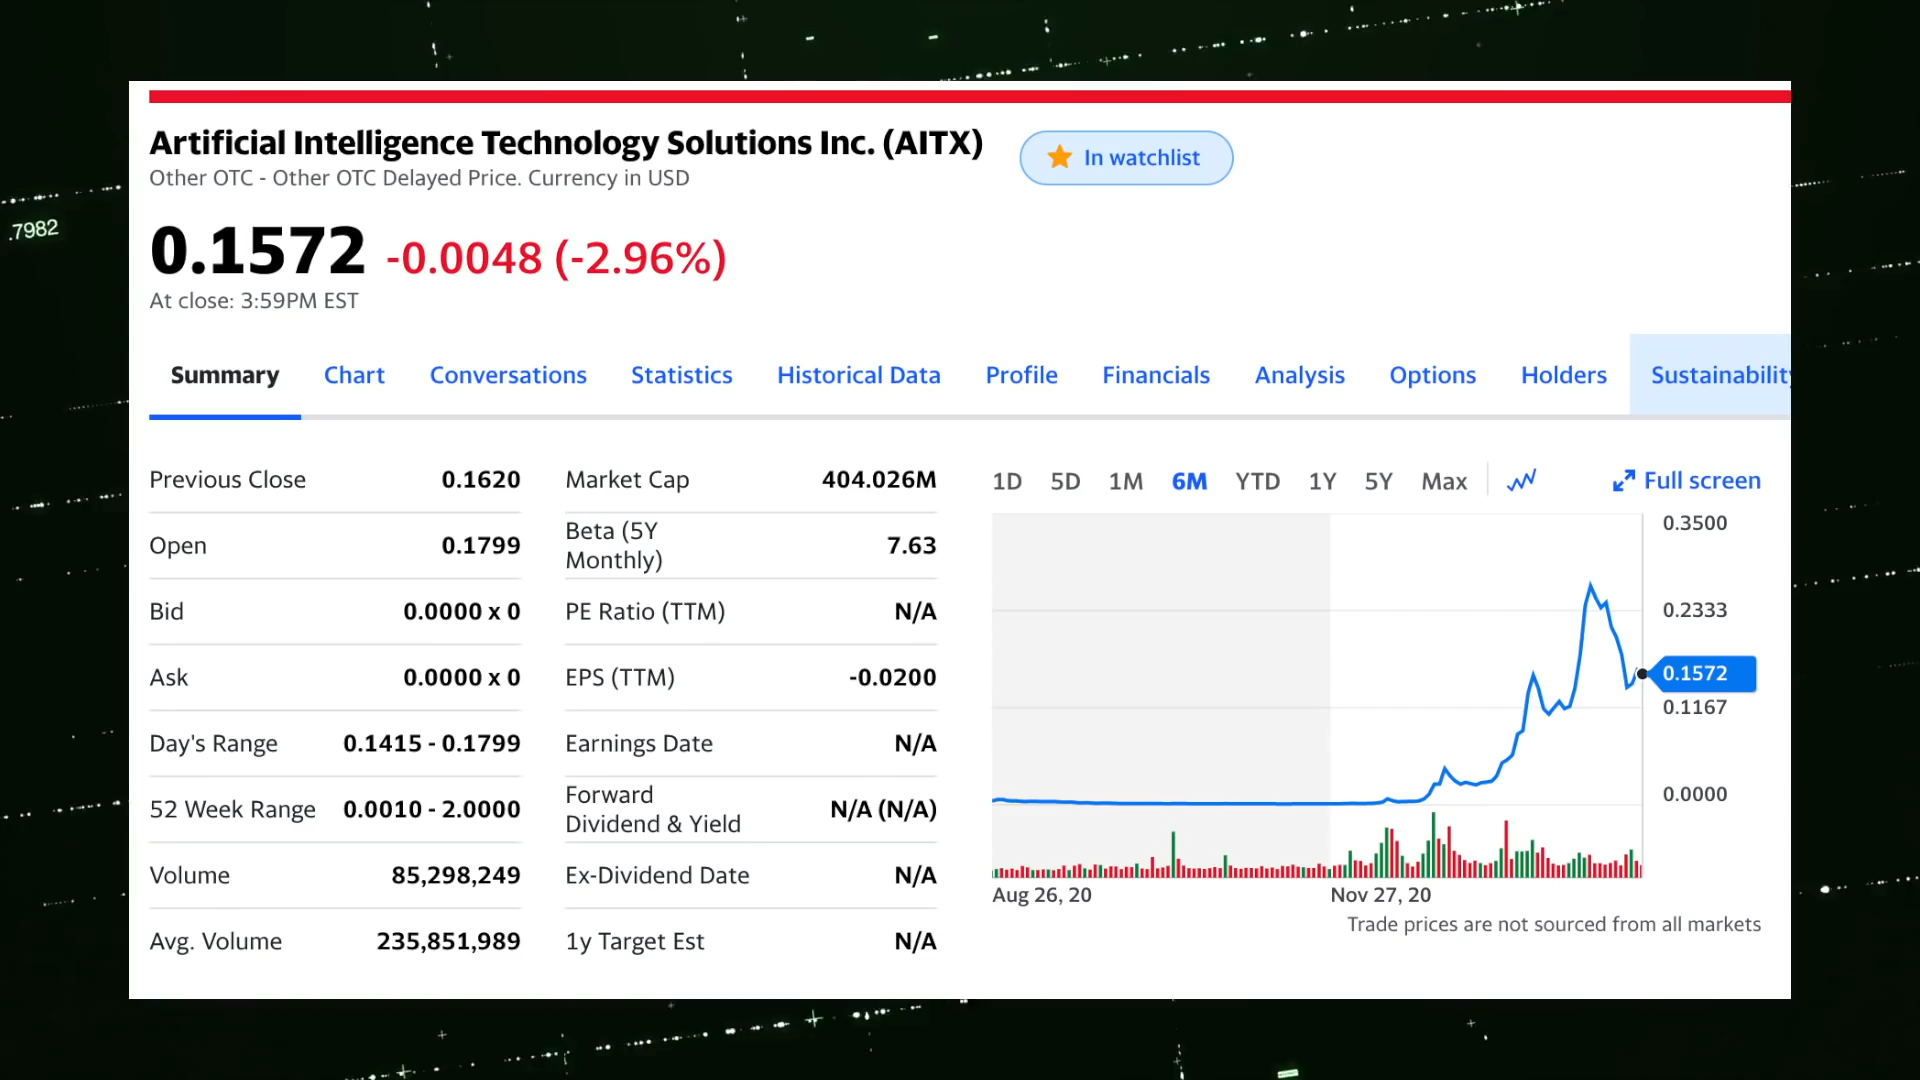 Artificial Intelligence Technology Solutions Inc. (AITX)
In watchlist
Other OTC - Other OTC Delayed Price. Currency in USD
.7982
0.1572 -0.0048 (-2.96%)
At close: 3:59PM EST
Summary Chart Conversations Statistics Historical Data Profile Financials Analysis Options Holders Sustainability
Previous Close 0.1620
Open 0.1799
Bid 0.0000 x 0
Ask 0.0000 x 0
Day's Range 0.1415 - 0.1799
52 Week Range 0.0010 - 2.0000
Volume 85,298,249
Avg. Volume 235,851,989
Market Cap 404.026M
Beta (5Y
Monthly) 7.63
PE Ratio (TTM) N/A
EPS (TTM) -0.0200
Earnings Date N/A
Forward
Dividend & Yield N/A (N/A)
Ex-Dividend Date N/A
1y Target Est N/A
1D 5D 1M 6M YTD 1Y 5Y Max Full screen
0.3500
0.2333
0.1572
0.1167
0.0000
Aug 26, 20 Nov 27, 20
Trade prices are not sourced from all markets